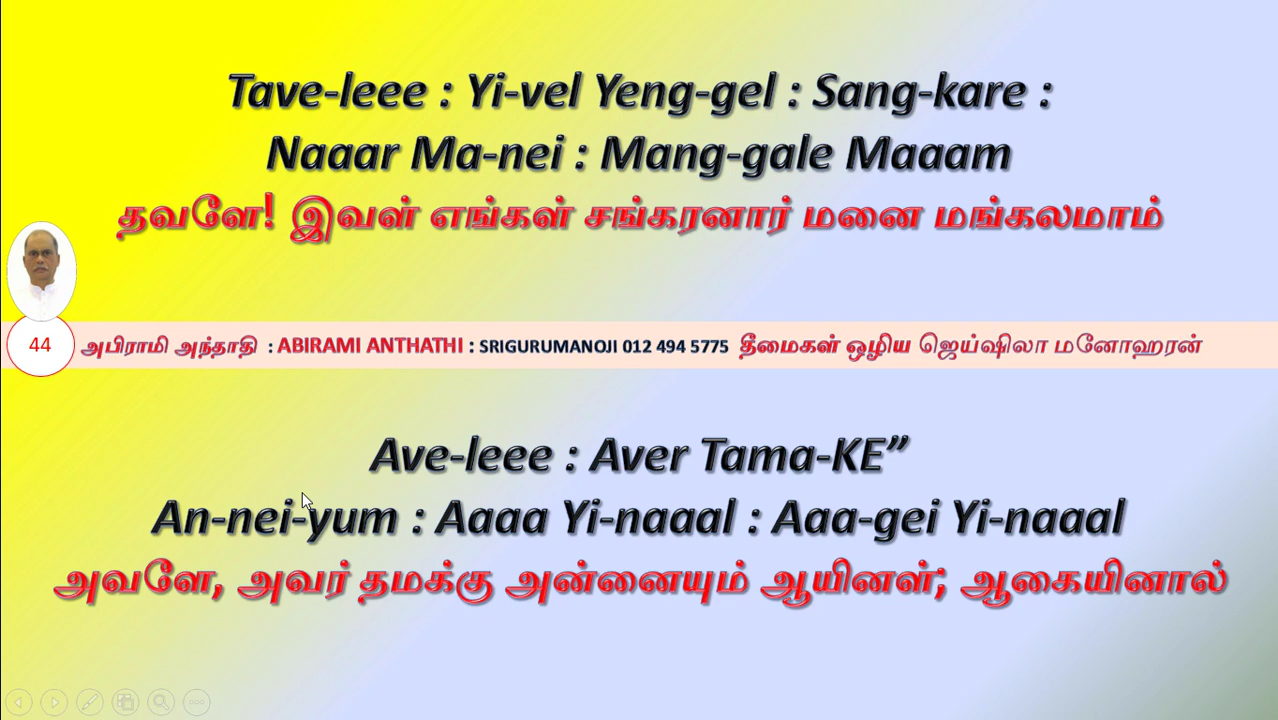 Tave-leee : Yi-vel Yeng-gel : Sang-kare :
Naaar Ma-nei : Mang-gale Maaam
தவளே! இவள் எங்கள் சங்கரனார் மனை மங்கலமாம்
44
அபிராமி அந்தாதி : ABIRAMI ANTHATHI : SRIGURUMANOJI 012 494 5775 தீமைகள் ஒழிய ஜெய்ஷிலா மனோஹரன்
Ave-leee : Aver Tama-KE”
An-nei-yum : Aaaa Yi-naaal : Aaa-gei Yi-naaal
அவளே, அவர் தமக்கு அன்னையும் ஆயினள்; ஆகையினால்